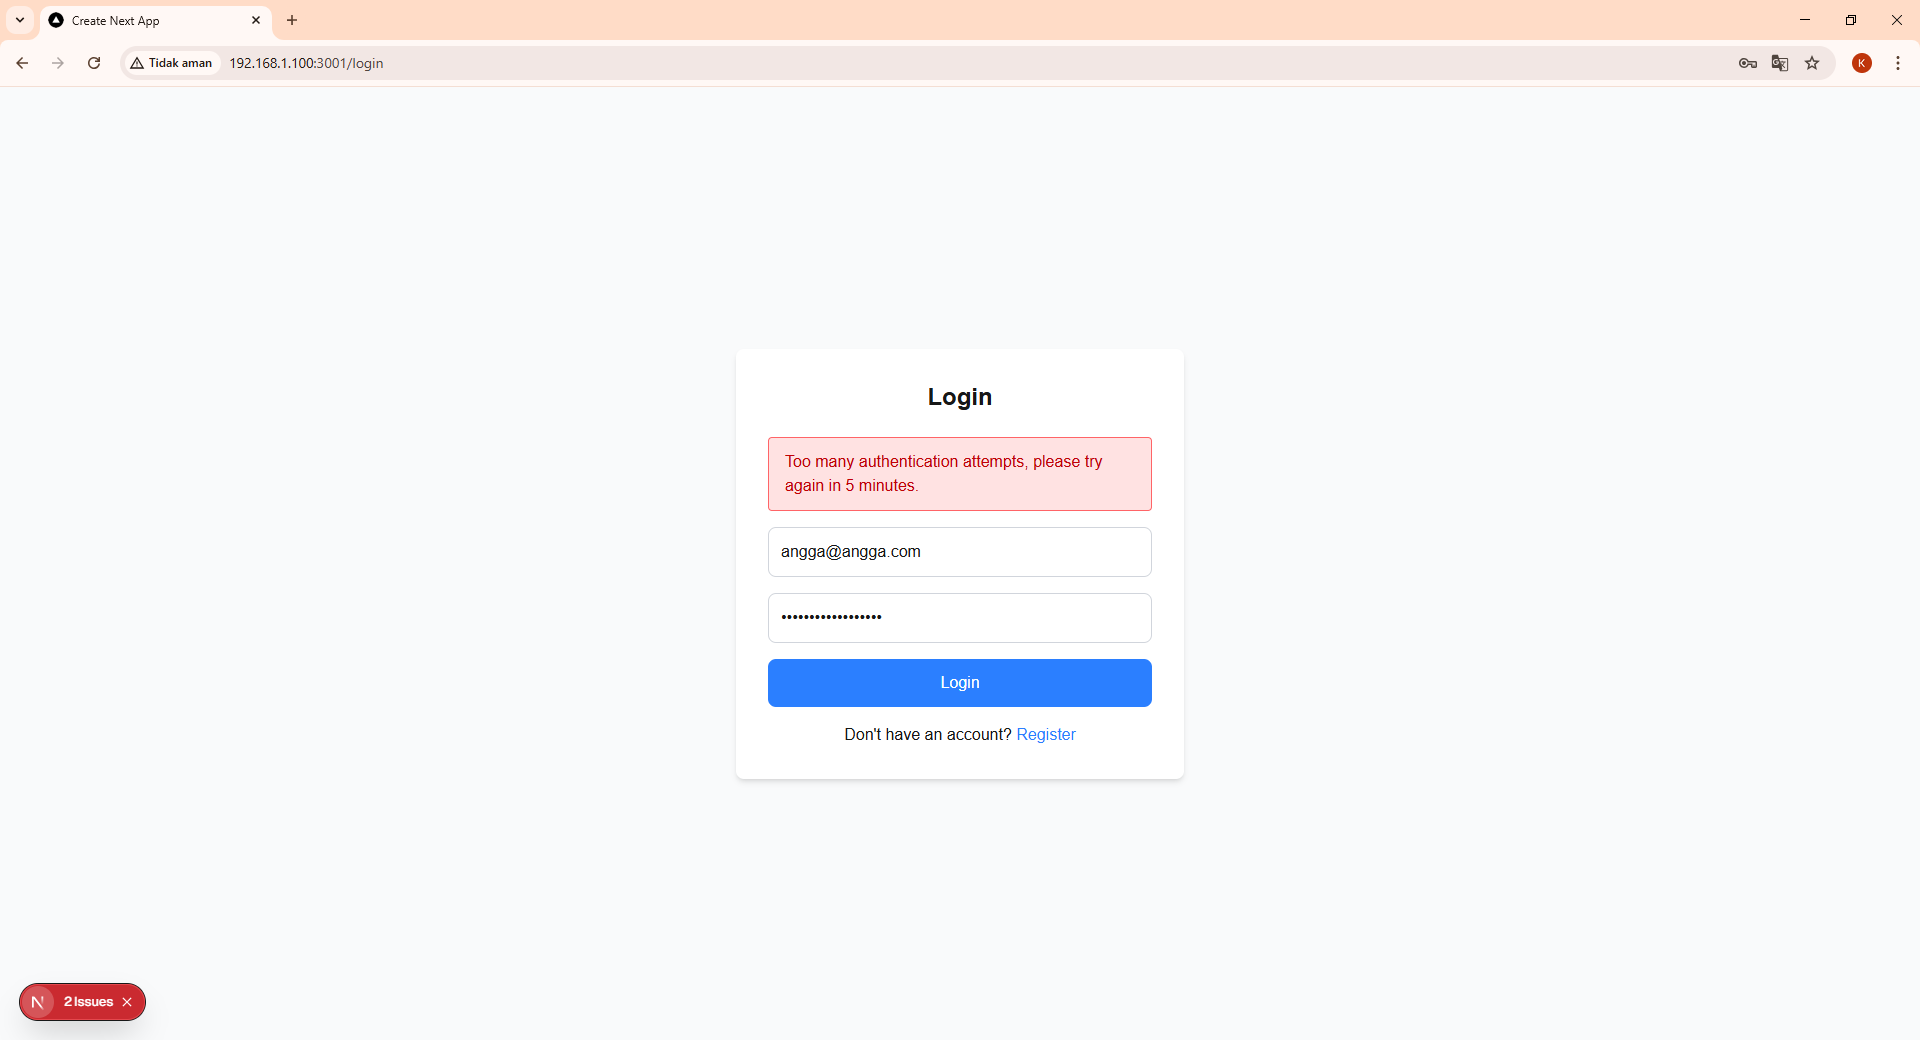 Create Next App
Tidak aman
192.168.1.100:3001/login
K
Login
Too many authentication attempts, please try
again in 5 minutes.
angga@angga.com
••••••••••••••••••
Login
Don't have an account? Register
N 2 Issues